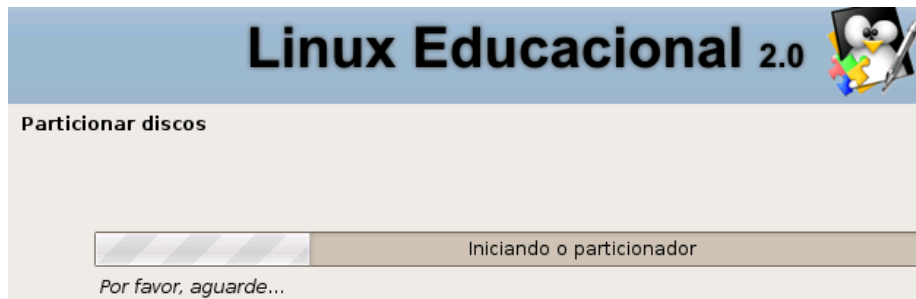 Linux Educacional 2.0
Particionar discos
Iniciando o particionador
Por favor, aguarde...